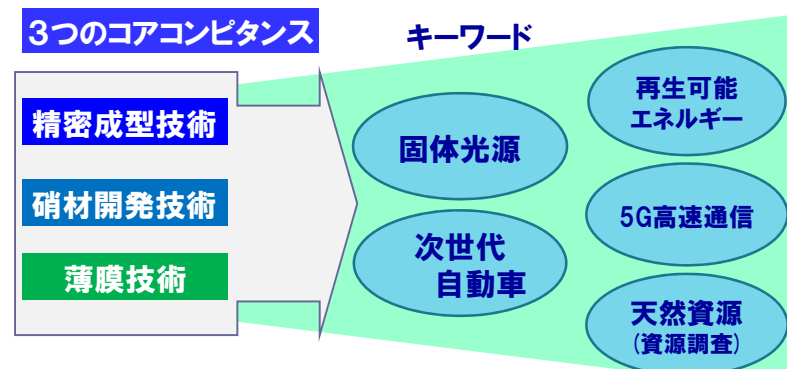 ３つのコアコンピタンス
キーワード
精密成型技術
硝材開発技術
薄膜技術
固体光源
次世代
自動車
再生可能
エネルギー
5G高速通信
天然資源
(資源調査)